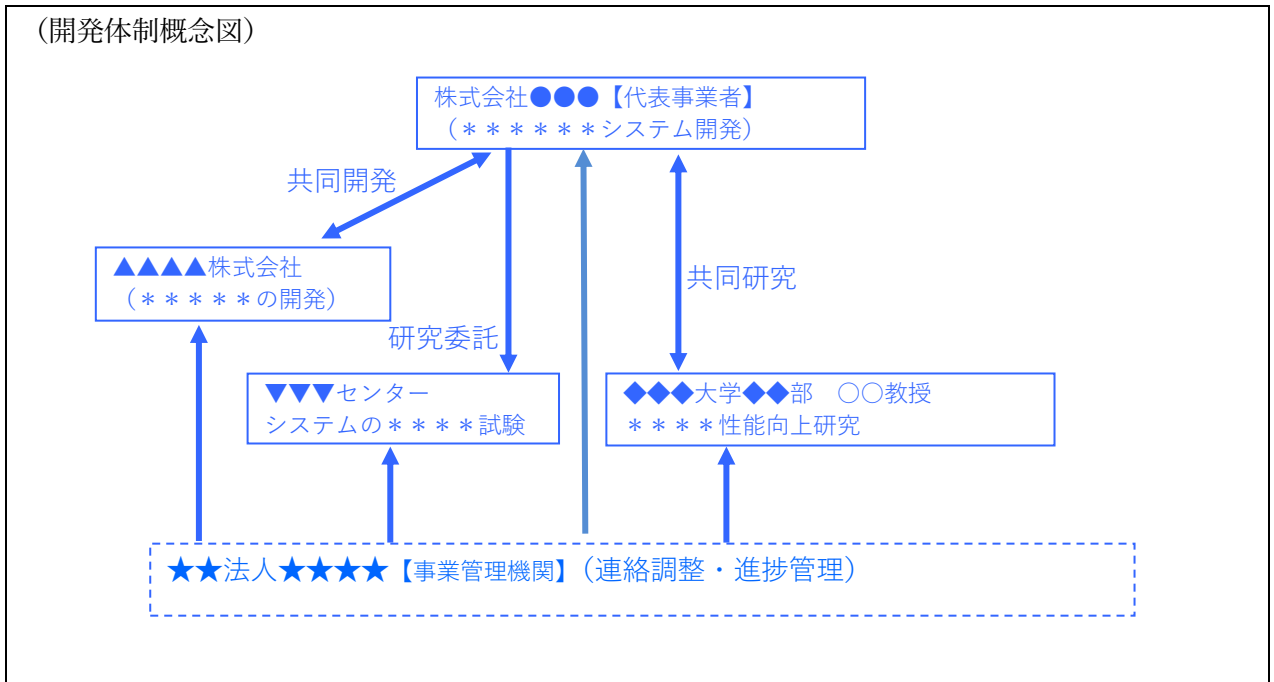 （開発体制概念図）
株式会社●●●【代表事業者】
（＊＊＊＊＊＊システム開発）
共同開発
▲▲▲▲株式会社
（＊＊＊＊＊の開発）
共同研究
研究委託
▼▼▼センター
システムの＊＊＊＊試験
◆◆◆大学◆◆部　○○教授
＊＊＊＊性能向上研究
★★法人★★★★【事業管理機関】（連絡調整・進捗管理）